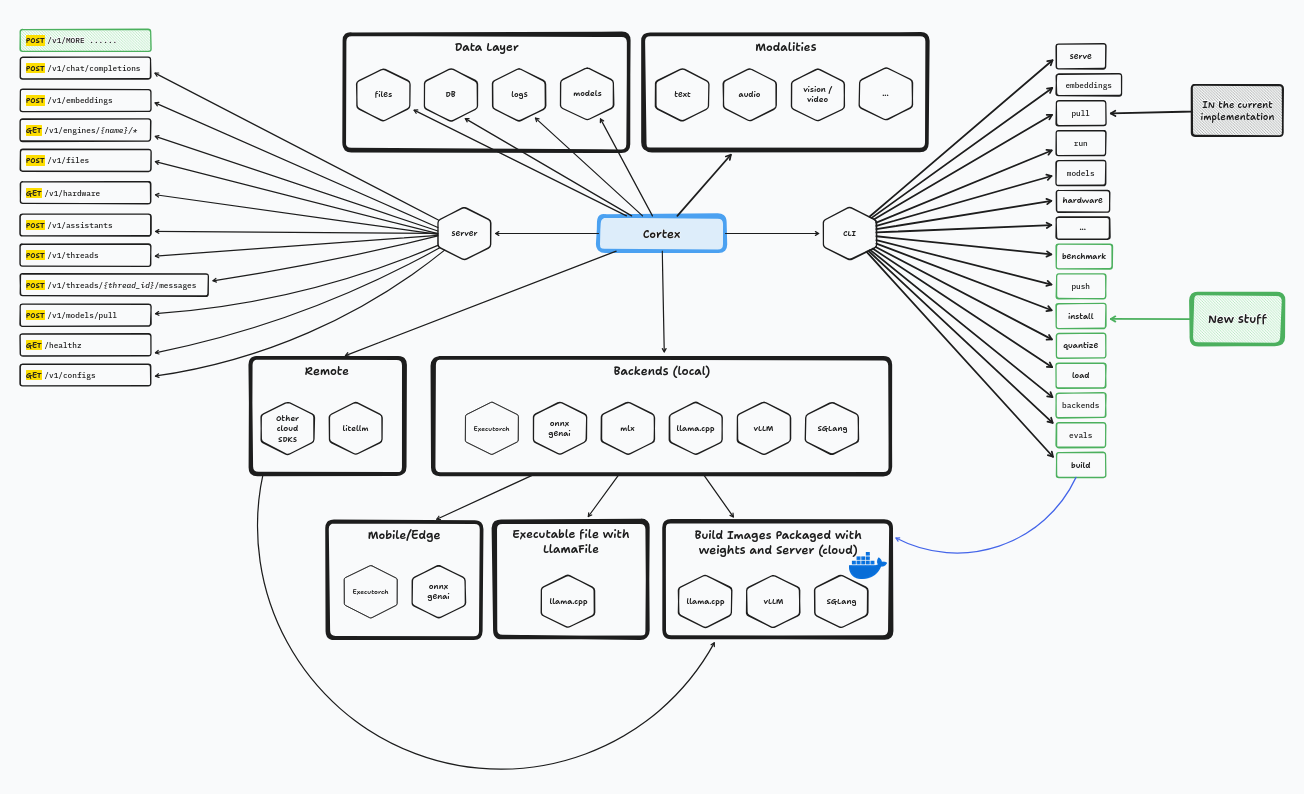 POST /v1/MORE ......
POST /v1/chat/completions
POST /v1/embeddings
GET /v1/engines/{name}/*
POST /v1/files
GET /v1/hardware
POST /v1/assistants
POST /v1/threads
POST /v1/threads/{thread_id}/messages
POST /v1/models/pull
GET /healthz
GET /v1/configs
Server
Data Layer
files
DB
logs
models
Modalities
text
audio
vision /
video
...
Cortex
CLI
serve
embeddings
pull
run
models
hardware
...
benchmark
push
install
quantize
load
backends
evals
build
IN the current
implementation
New Stuff
Remote
Other
cloud
SDKS
litellm
Backends (local)
Executorch
onnx
genai
mlx
llama.cpp
vLLM
SGLang
Mobile/Edge
Executorch
onnx
genai
Executable file with
LlamaFile
llama.cpp
Build Images Packaged with
weights and Server (cloud)
llama.cpp
vLLM
SGLang